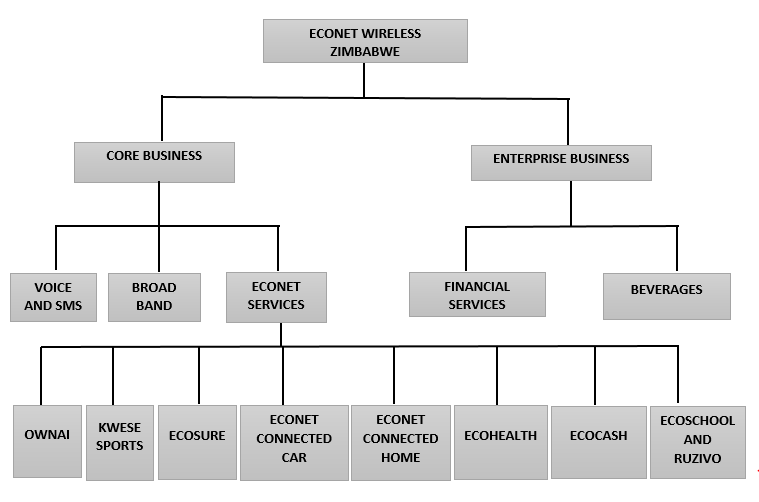 ECONET WIRELESS
ZIMBABWE
CORE BUSINESS
ENTERPRISE BUSINESS
VOICE
AND SMS
BROAD
BAND
ECONET
SERVICES
FINANCIAL
SERVICES
BEVERAGES
OWNAI
KWESE
SPORTS
ECOSURE
ECONET
CONNECTED
CAR
ECONET
CONNECTED
HOME
ECOHEALTH
ECOCASH
ECOSCHOOL
AND
RUZIVO